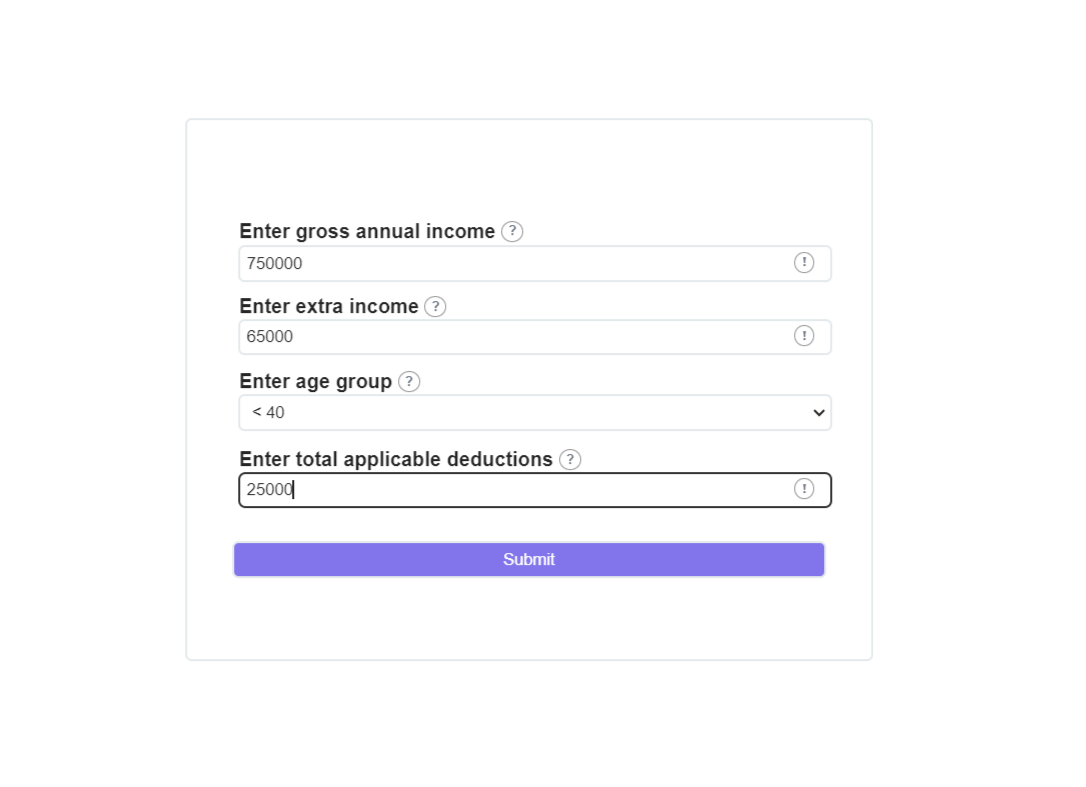 Enter gross annual income ?
750000 !
Enter extra income ?
65000 !
Enter age group ?
< 40
Enter total applicable deductions ?
25000 !
Submit